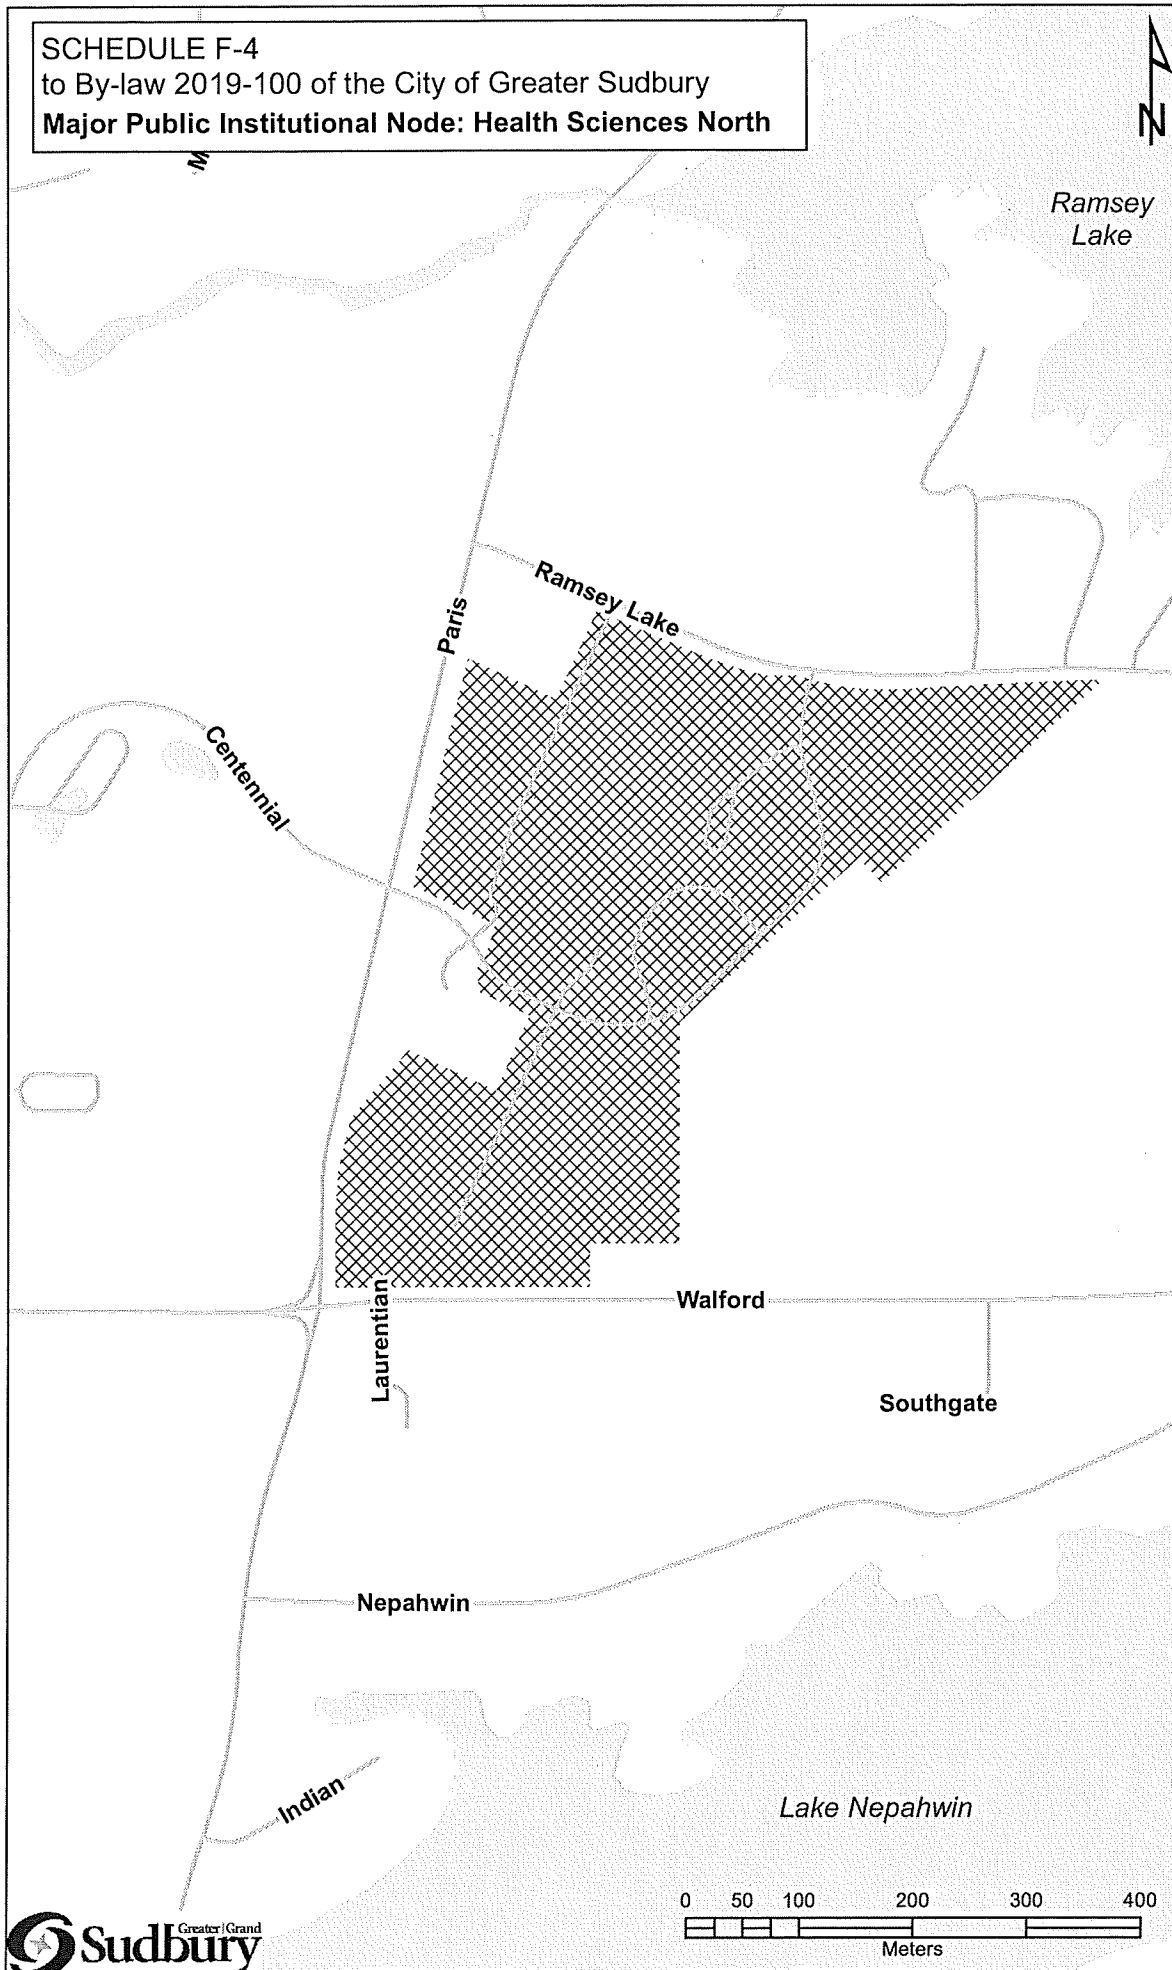 SCHEDULE F-4
to By-law 2019-100 of the City of Greater Sudbury
Major Public Institutional Node: Health Sciences North
N
M
Ramsey
Lake
Ramsey Lake
Paris
Centennial
Walford
Laurentian
Southgate
Nepahwin
Indian
Lake Nepahwin
0 50 100 200 300 400
Meters
Greater | Grand
Sudbury